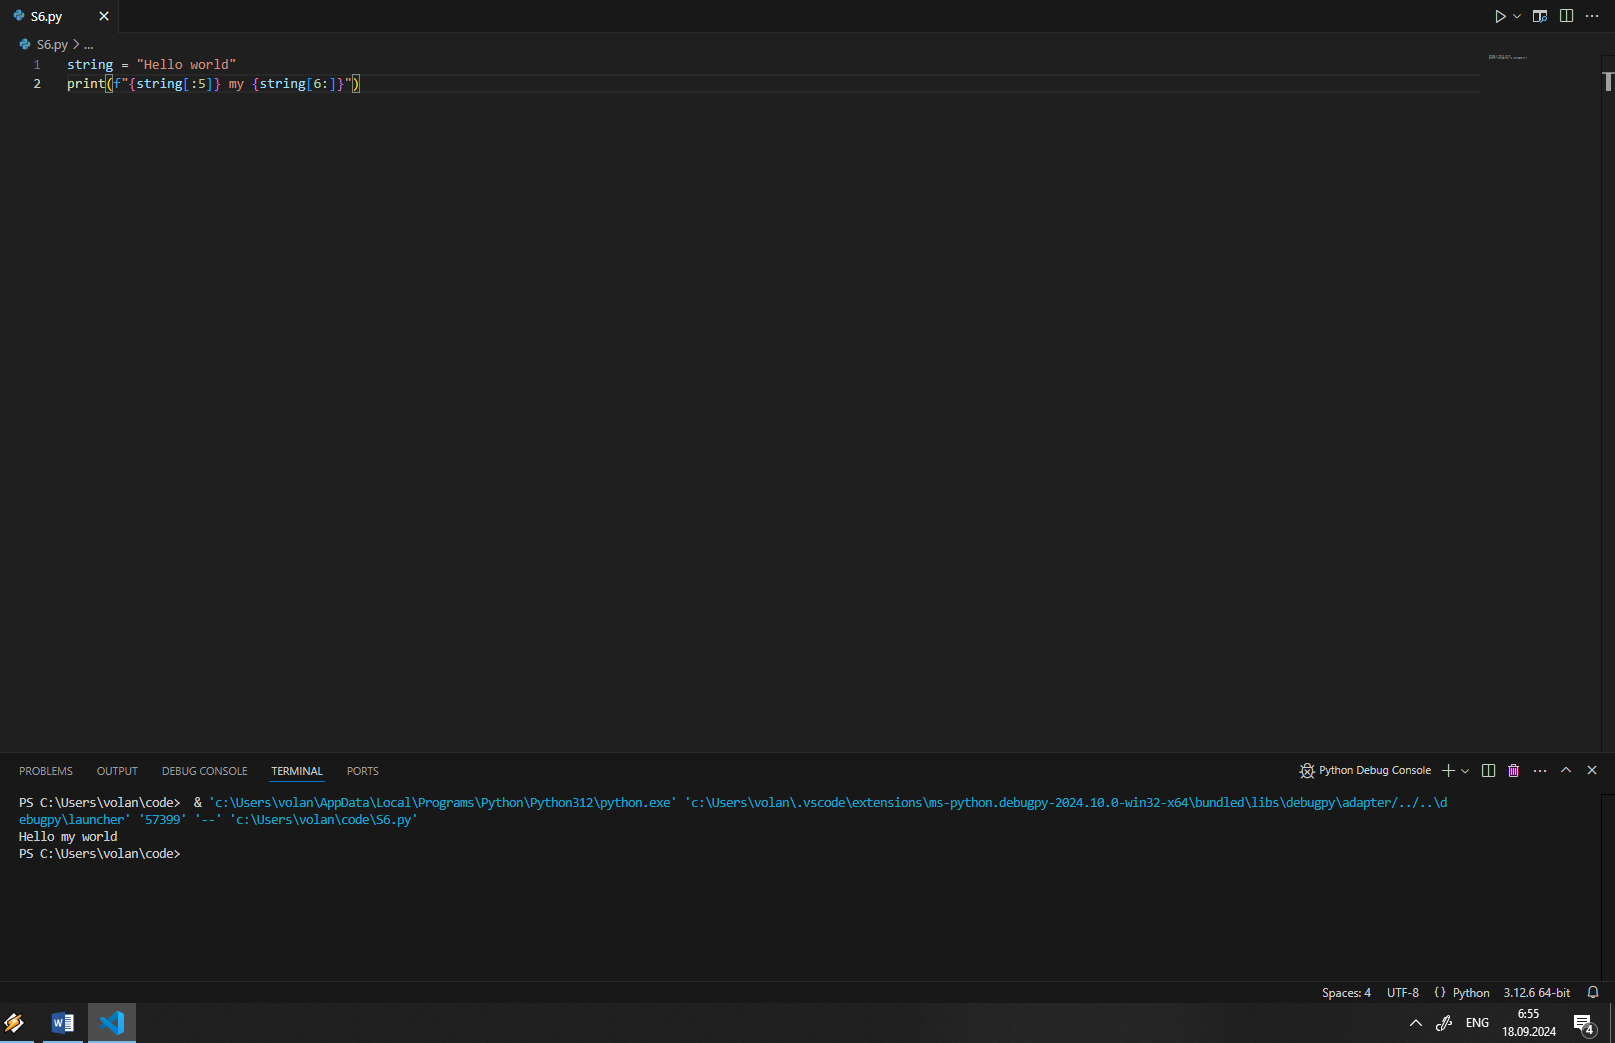 S6.py
S6.py > ...
1 string = "Hello world"
2 print(f"{string[:5]} my {string[6:]}")
PROBLEMS OUTPUT DEBUG CONSOLE TERMINAL PORTS
Python Debug Console
PS C:\Users\volan\code>  & 'c:\Users\volan\AppData\Local\Programs\Python\Python312\python.exe' 'c:\Users\volan\.vscode\extensions\ms-python.debugpy-2024.10.0-win32-x64\bundled\libs\debugpy\adapter/../..\d
ebugpy\launcher' '57399' '--' 'c:\Users\volan\code\S6.py'
Hello my world
PS C:\Users\volan\code>
Spaces: 4 UTF-8 {} Python 3.12.6 64-bit
W
ENG
6:55
18.09.2024
4